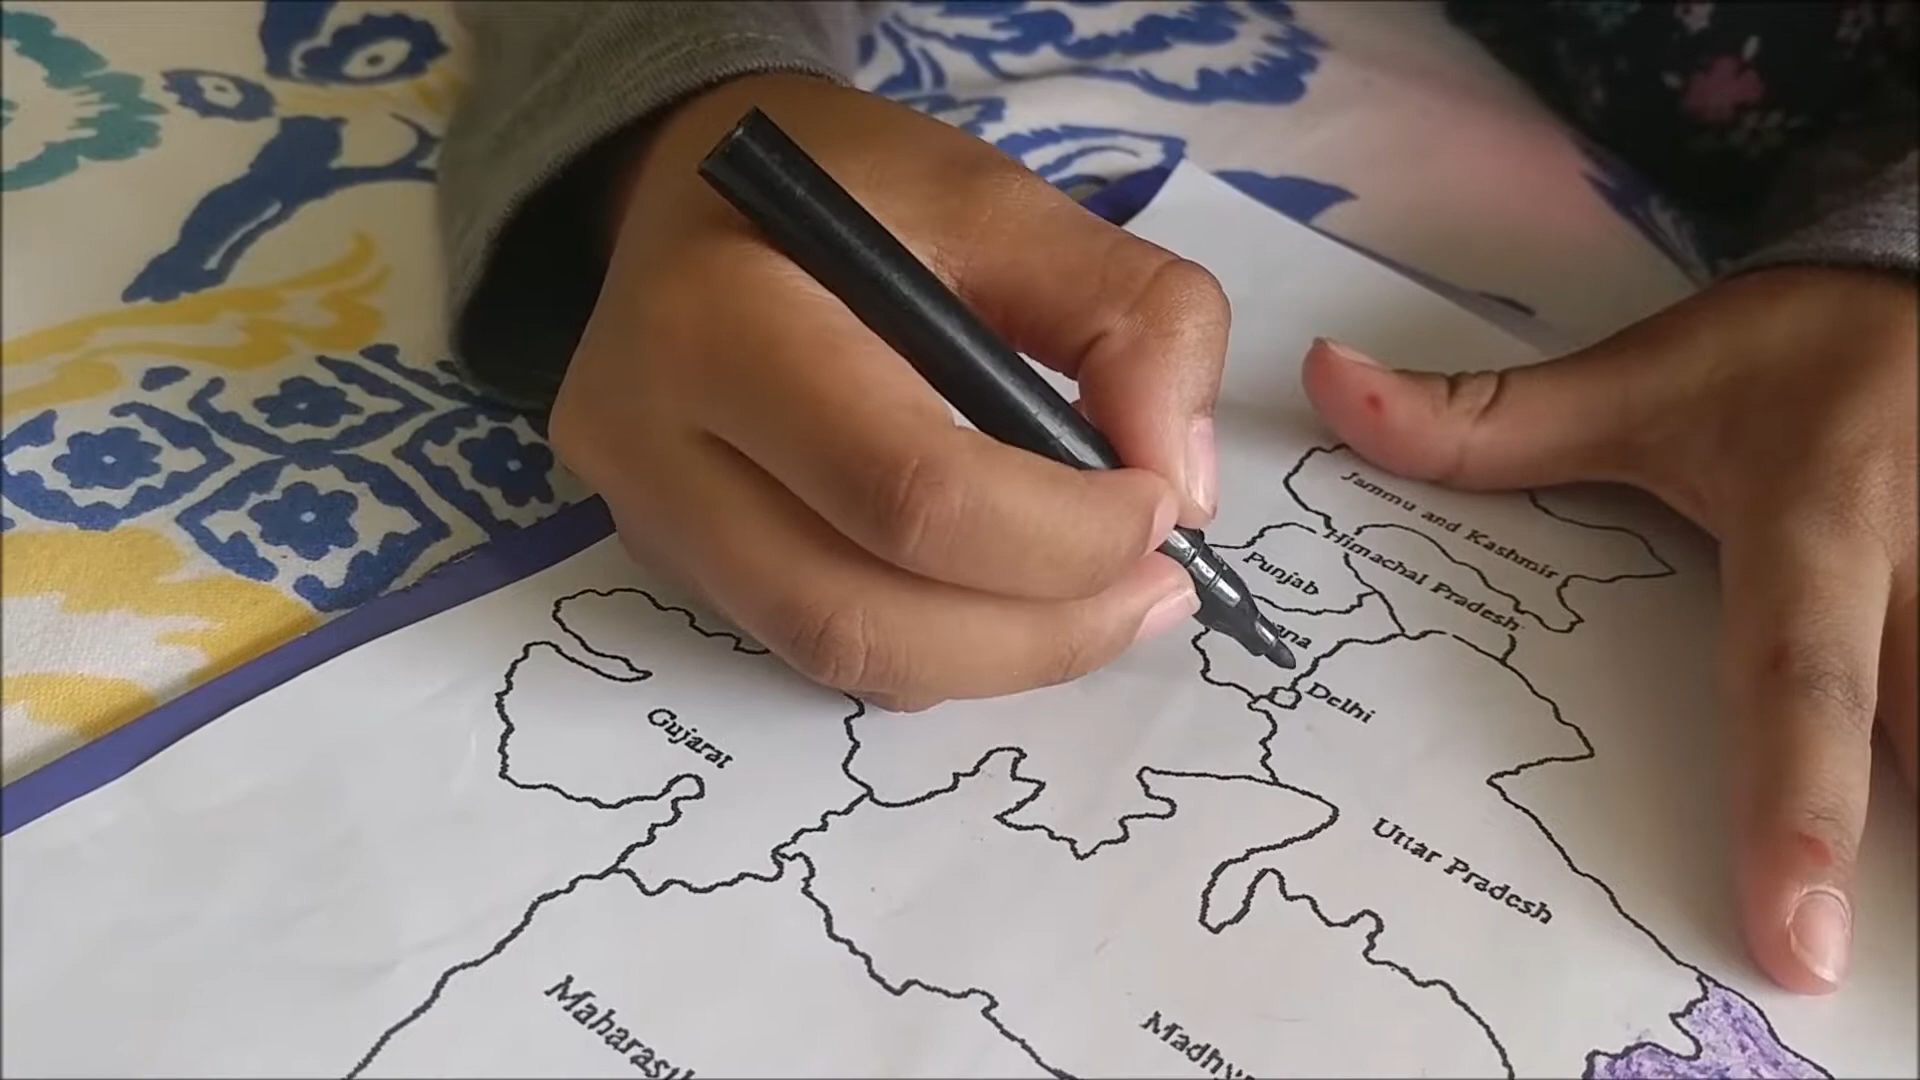 Jammu and Kashmir
Himachal Pradesh
Punjab
Delhi
Gujarat
Uttar Pradesh